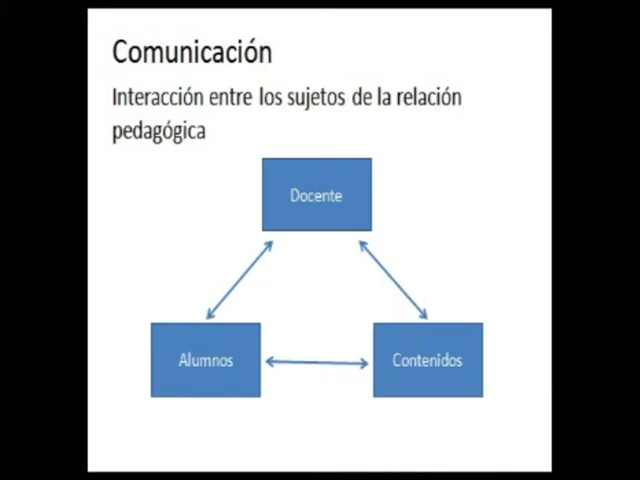 Comunicación
Interacción entre los sujetos de la relación
pedagógica
Docente
Alumnos
Contenidos